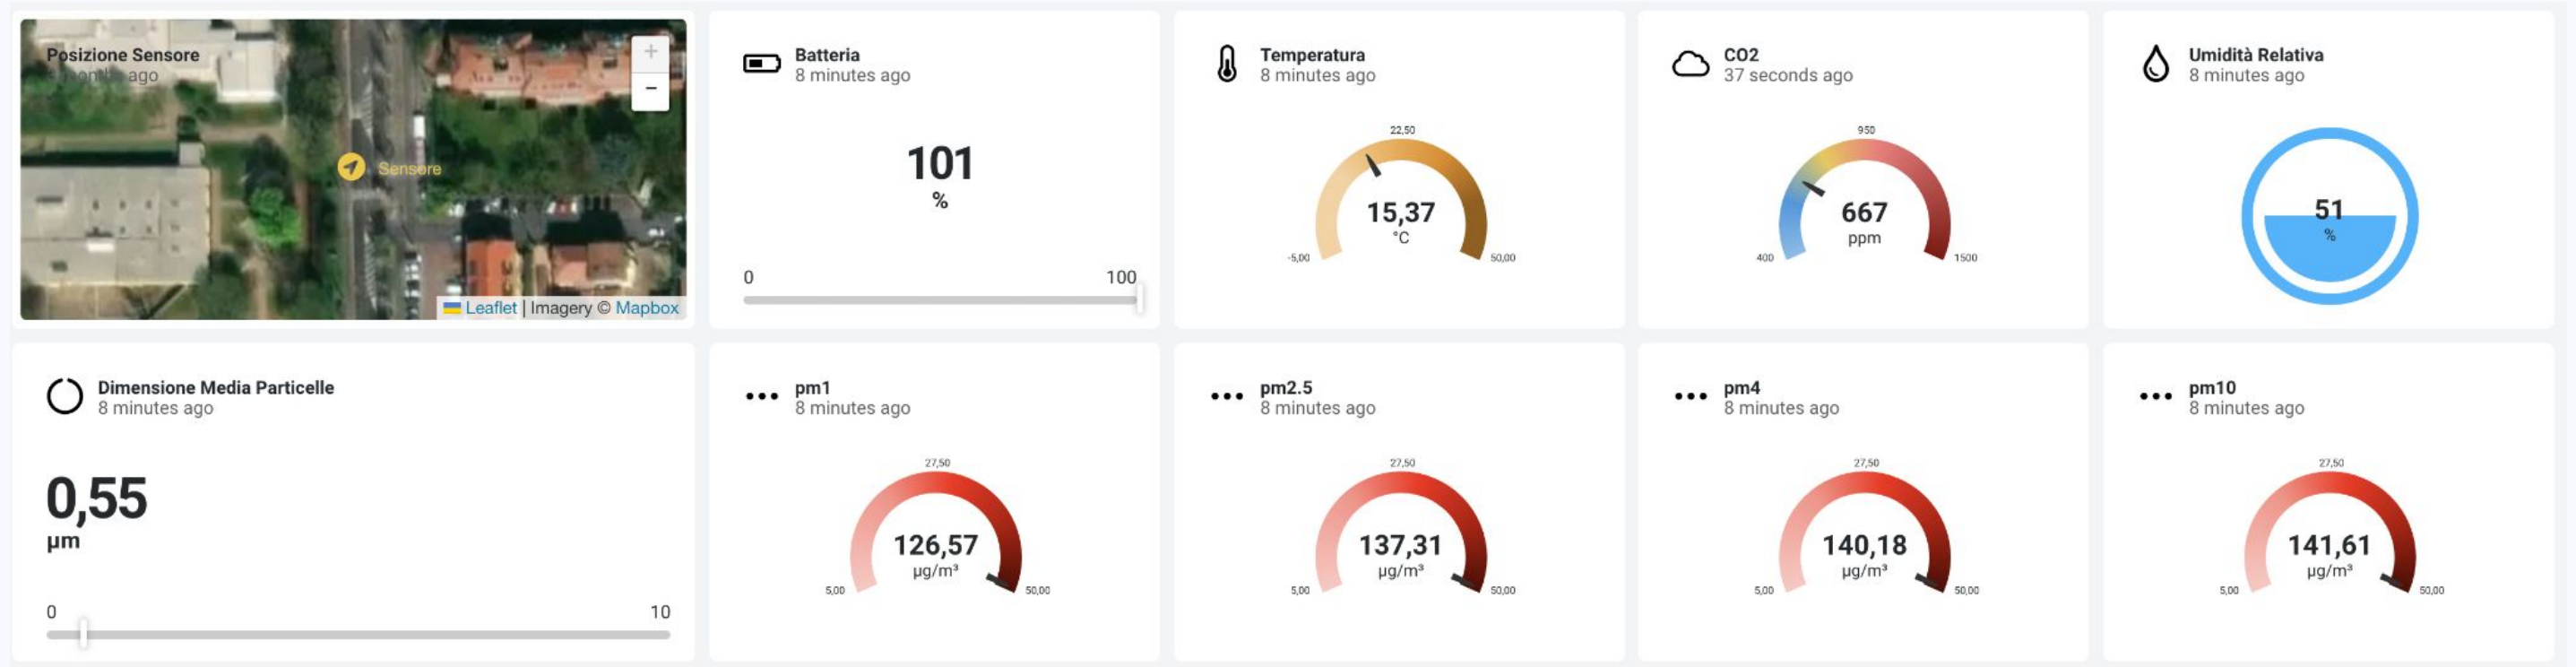 Posizione Sensore
ago
+
−
Sensore
Leaflet | Imagery © Mapbox
Batteria
8 minutes ago
101
%
0 100
Temperatura
8 minutes ago
22,50
15,37
°C
-5,00 50,00
CO2
37 seconds ago
950
667
ppm
400 1500
Umidità Relativa
8 minutes ago
51
%
Dimensione Media Particelle
8 minutes ago
0,55
µm
0 10
pm1
8 minutes ago
27,50
126,57
µg/m³
5,00 50,00
pm2.5
8 minutes ago
27,50
137,31
µg/m³
5,00 50,00
pm4
8 minutes ago
27,50
140,18
µg/m³
5,00 50,00
pm10
8 minutes ago
27,50
141,61
µg/m³
5,00 50,00